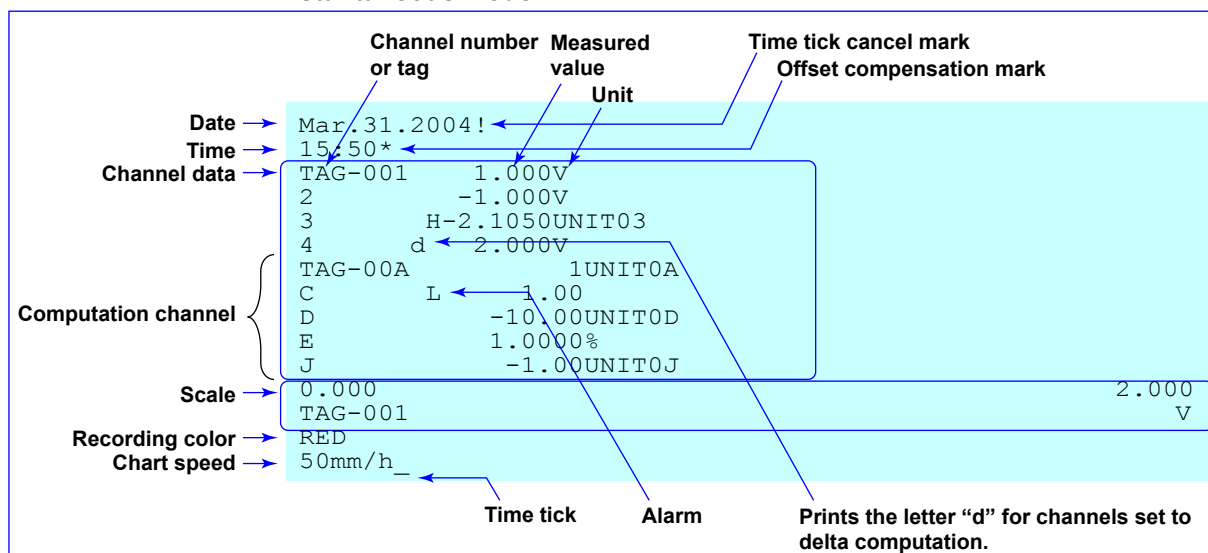 Channel number Measured Time tick cancel mark
or tag value Offset compensation mark
Unit
Date Mar.31.2004!
Time 15:50*
Channel data TAG-001 1.000V
2 -1.000V
3 H-2.1050UNIT03
4 d 2.000V
TAG-00A 1UNIT0A
C L 1.00
Computation channel D -10.00UNIT0D
E 1.0000%
J -1.00UNIT0J
Scale 0.000 2.000
TAG-001 V
Recording color RED
Chart speed 50mm/h_
Time tick Alarm Prints the letter “d” for channels set to
delta computation.